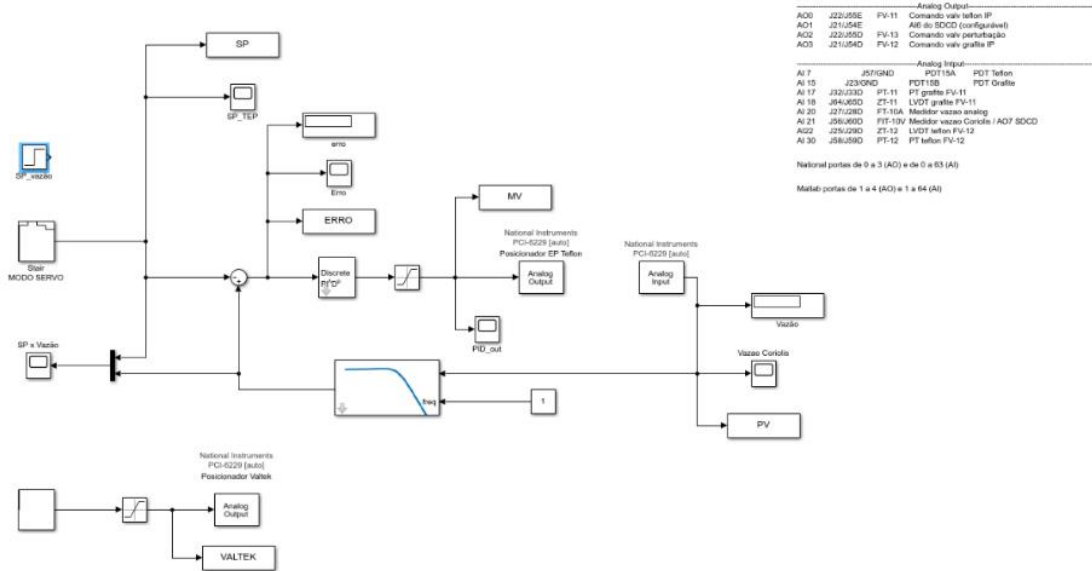 Analog Output
AO0 J22/J55E FV-11 Comando valv teflon IP
AO1 J21/J54E AI6 do SDCD (configurável)
AO2 J22/J55D FV-13 Comando valv perturbação
AO3 J21/J54D FV-12 Comando valv grafite IP
Analog Intput
AI 7 J57/GND PDT15A PDT Teflon
AI 15 J23/GND PDT15B PDT Grafite
AI 17 J32/J33D PT-11 PT grafite FV-11
AI 18 J64/J65D ZT-11 LVDT grafite FV-11
AI 20 J27/J28D FT-10A Medidor vazao analog
AI 21 J56/J60D FIT-10V Medidor vazao Coriolis / AO7 SDCD
AI22 J25/J29D ZT-12 LVDT teflon FV-12
AI 30 J58/J59D PT-12 PT teflon FV-12
National portas de 0 a 3 (AO) e de 0 a 63 (AI)
Matlab portas de 1 a 4 (AO) e 1 a 64 (AI)
SP
SP_TEP
erro
SP_vazão
Erro
MV
ERRO
National Instruments
PCI-6229 [auto]
Posicionador EP Teflon
National Instruments
PCI-6229 [auto]
Stair
MODO SERVO
Discrete
Analog
Output
Analog
Input
Vazão
PID_out
SP x Vazão
Vazao Coriolis
freq
1
PV
National Instruments
PCI-6229 [auto]
Posicionador Valtek
Analog
Output
VALTEK